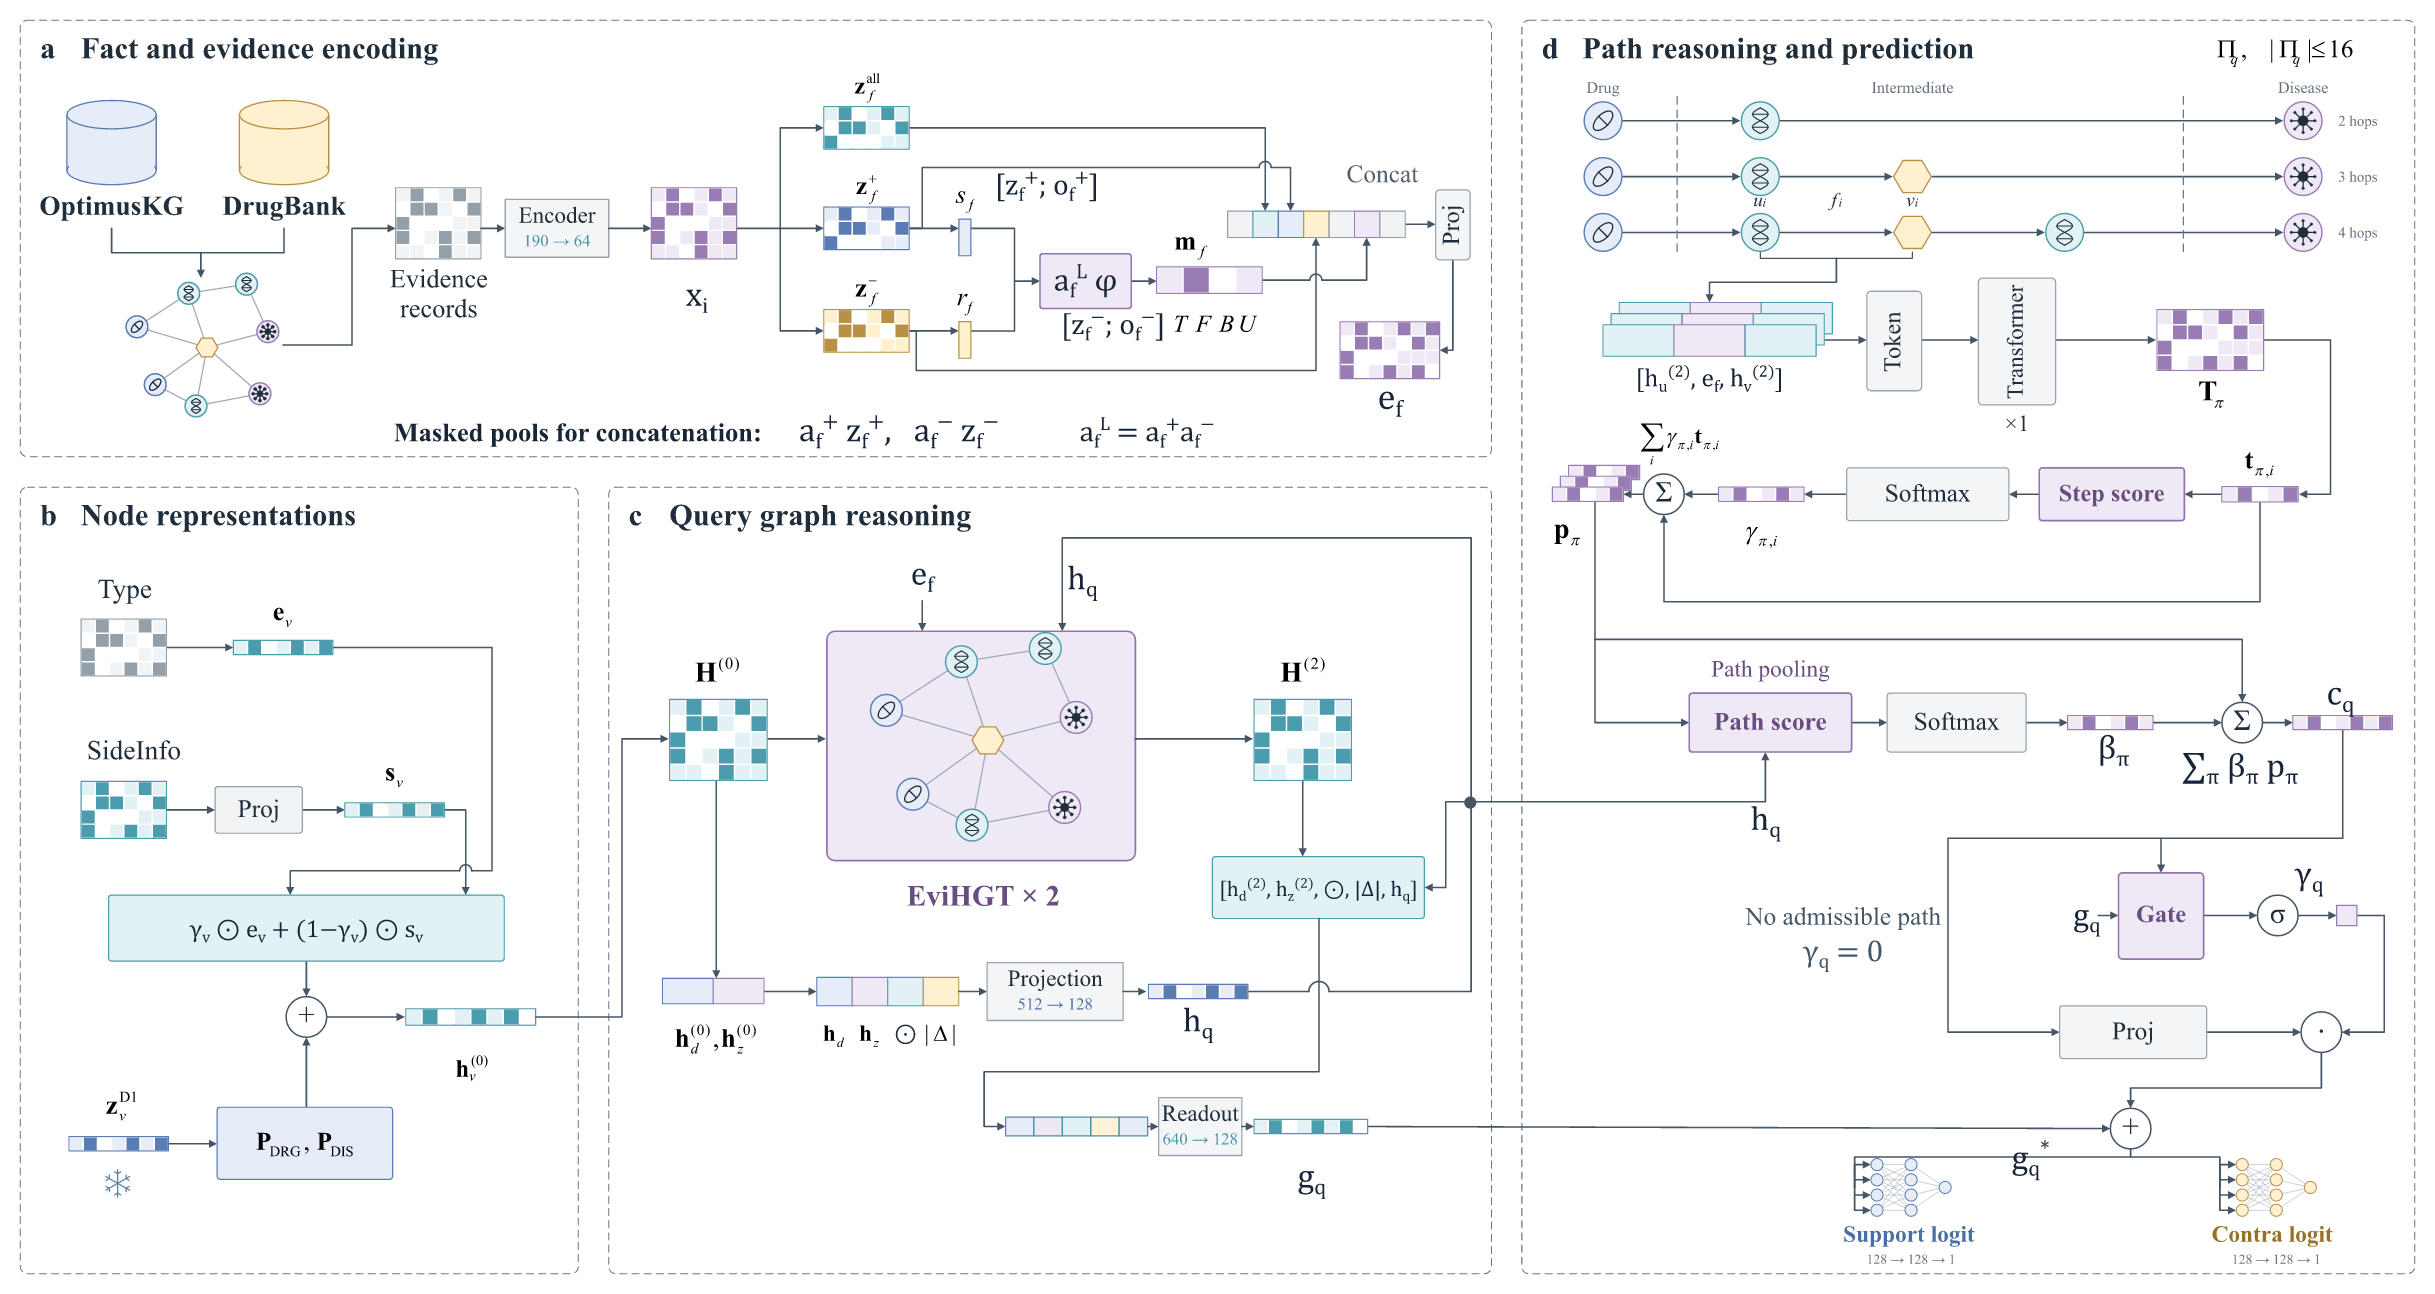 a Fact and evidence encoding
OptimusKG
DrugBank
Evidence
records
Encoder
190 → 64
xᵢ
z_f^all
z_f^+
z_f^−
s_f
r_f
[z_f^+; o_f^+]
a_f^L φ
[z_f^−; o_f^−] T F B U
m_f
Concat
Proj
e_f
Masked pools for concatenation: a_f^+ z_f^+, a_f^− z_f^− a_f^L = a_f^+ a_f^−
b Node representations
Type
e_v
SideInfo
Proj
s_v
γ_v ⊙ e_v + (1−γ_v) ⊙ s_v
+
h_v^(0)
z_v^D1
P_DRG, P_DIS
c Query graph reasoning
e_f
h_q
H^(0)
H^(2)
EviHGT × 2
[h_d^(2), h_z^(2), ⊙, |Δ|, h_q]
h_d^(0), h_z^(0)
h_d h_z ⊙ |Δ|
Projection
512 → 128
h_q
Readout
640 → 128
g_q
d Path reasoning and prediction
Π_q, |Π_q|≤16
Drug
Intermediate
Disease
2 hops
3 hops
u_i f_i v_i
4 hops
[h_u^(2), e_f, h_v^(2)]
Token
Transformer
×1
T_π
∑_i γ_π,i t_π,i
p_π
Σ
γ_π,i
Softmax
Step score
t_π,i
Path pooling
Path score
h_q
Softmax
β_π
Σ
∑_π β_π p_π
c_q
No admissible path
γ_q = 0
g_q
Gate
σ
γ_q
Proj
·
+
g_q^*
Support logit
128 → 128 → 1
Contra logit
128 → 128 → 1